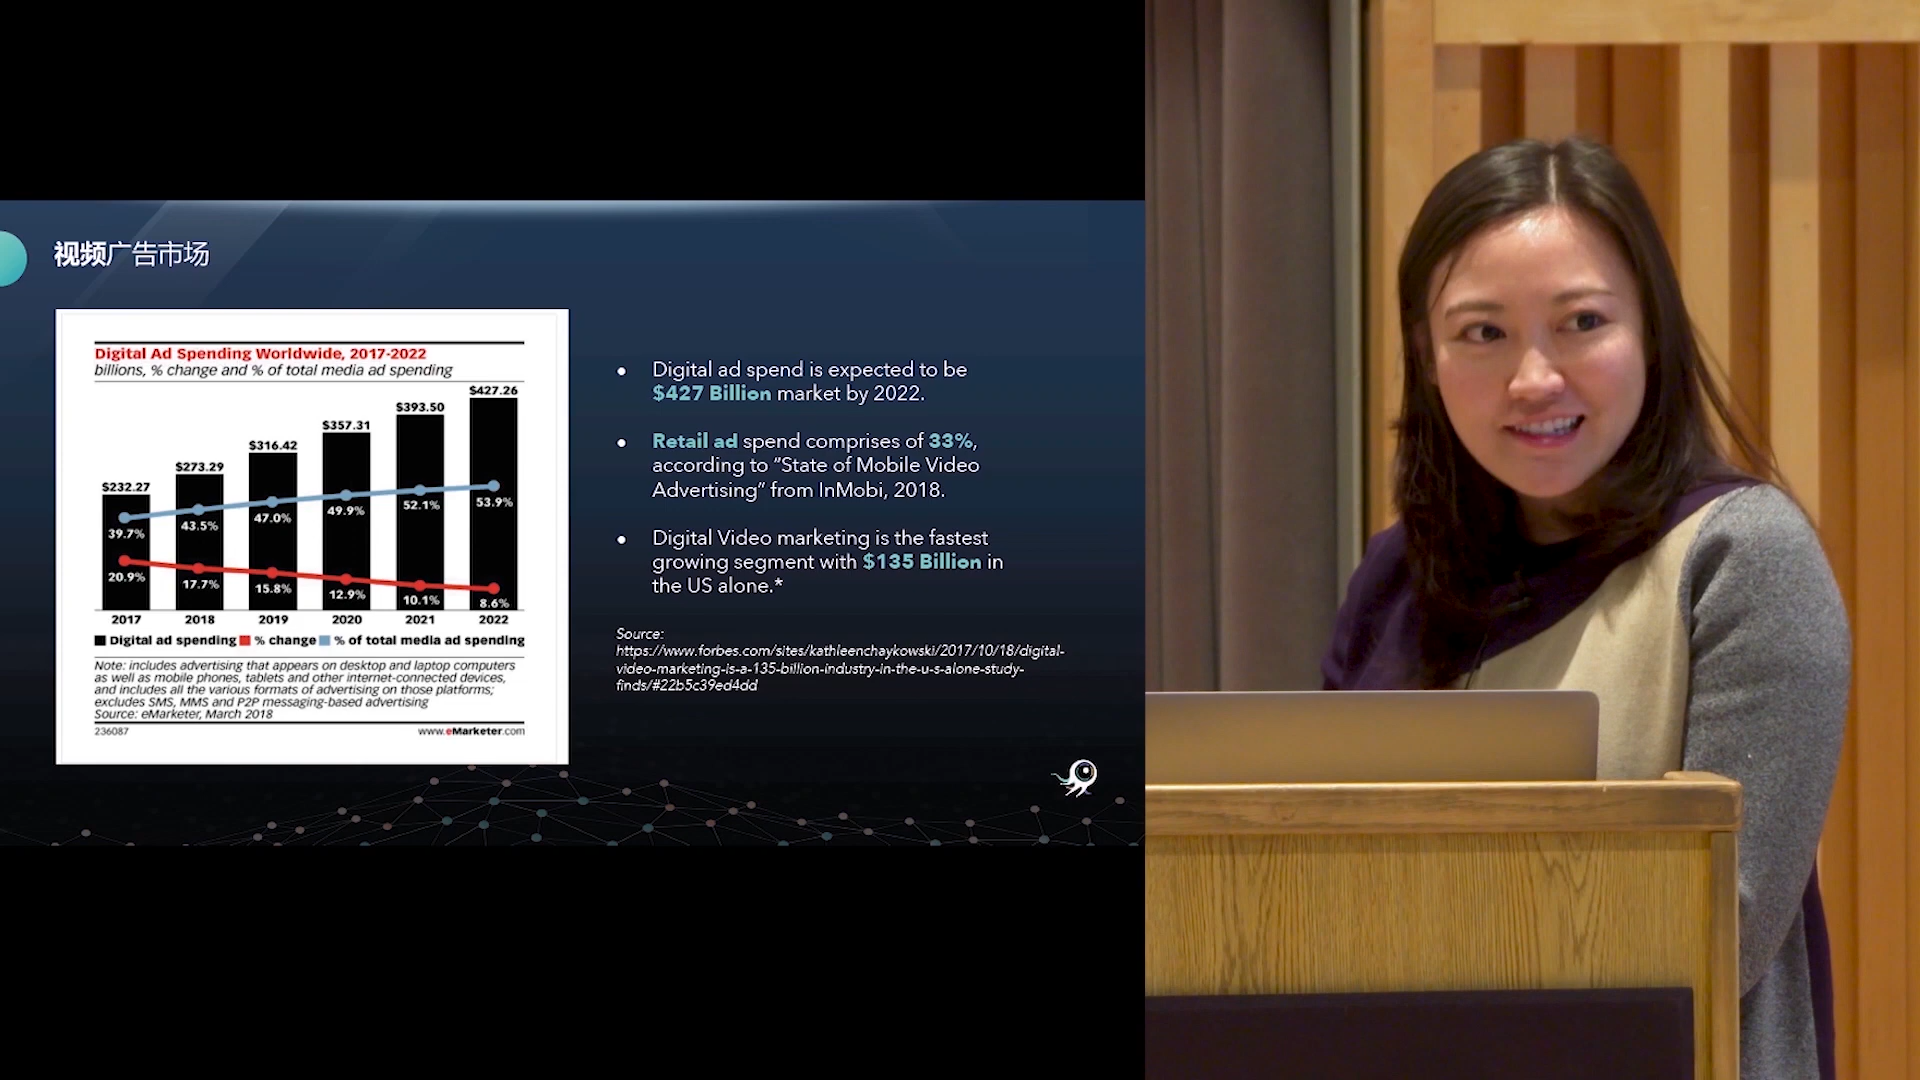 视频广告市场
Digital Ad Spending Worldwide, 2017-2022
billions, % change and % of total media ad spending
$232.27
$273.29
$316.42
$357.31
$393.50
$427.26
39.7%
43.5%
47.0%
49.9%
52.1%
53.9%
20.9%
17.7%
15.8%
12.9%
10.1%
8.6%
2017 2018 2019 2020 2021 2022
Digital ad spending % change % of total media ad spending
Note: includes advertising that appears on desktop and laptop computers
as well as mobile phones, tablets and other internet-connected devices,
and includes all the various formats of advertising on those platforms;
excludes SMS, MMS and P2P messaging-based advertising
Source: eMarketer, March 2018
236087 www.eMarketer.com
• Digital ad spend is expected to be
$427 Billion market by 2022.
• Retail ad spend comprises of 33%,
according to "State of Mobile Video
Advertising" from InMobi, 2018.
• Digital Video marketing is the fastest
growing segment with $135 Billion in
the US alone.*
Source:
https://www.forbes.com/sites/kathleenchaykowski/2017/10/18/digital-
video-marketing-is-a-135-billion-industry-in-the-u-s-alone-study-
finds/#22b5c39ed4dd